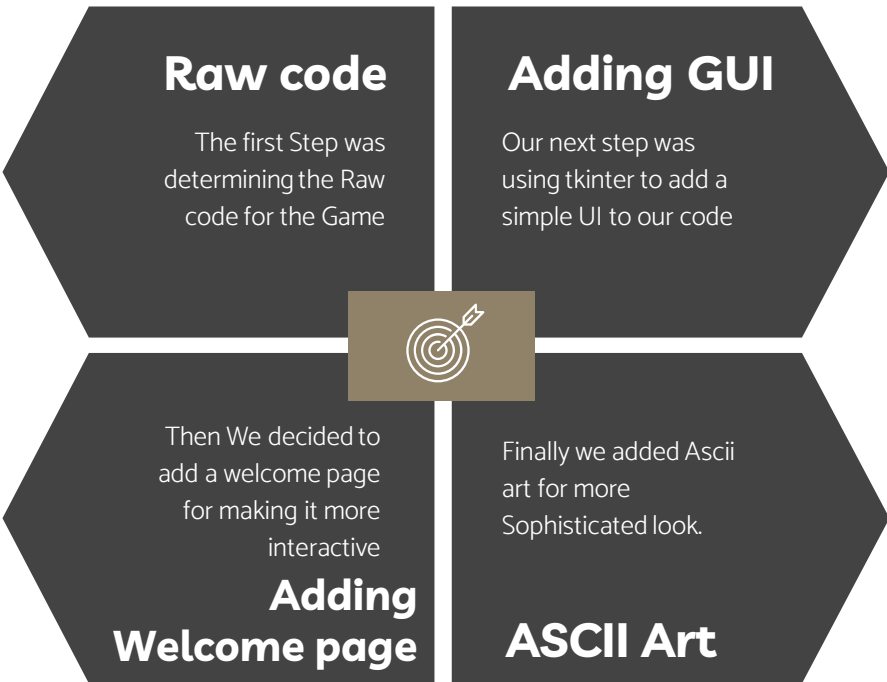 Raw code
The first Step was
determining the Raw
code for the Game
Adding GUI
Our next step was
using tkinter to add a
simple UI to our code
Then We decided to
add a welcome page
for making it more
interactive
Adding
Welcome page
Finally we added Ascii
art for more
Sophisticated look.
ASCII Art